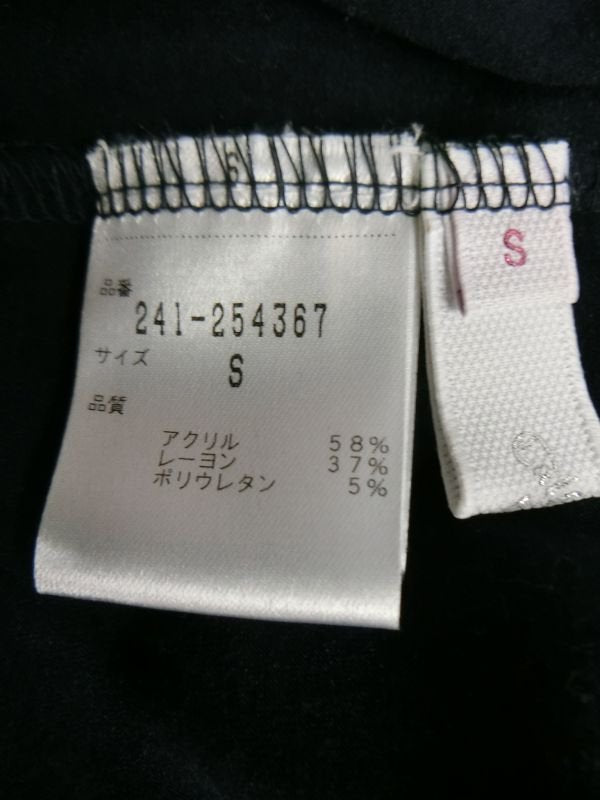 品番
241-254367
サイズ
S
品質
アクリル 58%
レーヨン 37%
ポリウレタン 5%
S